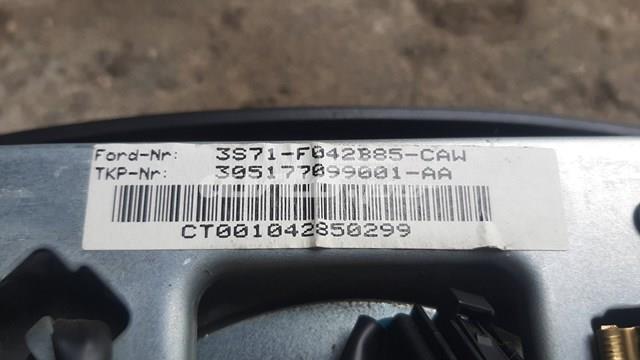 Ford-Nr: 3S71-F042B85-CAW
TKP-Nr: 305177099001-AA
CT001042850299